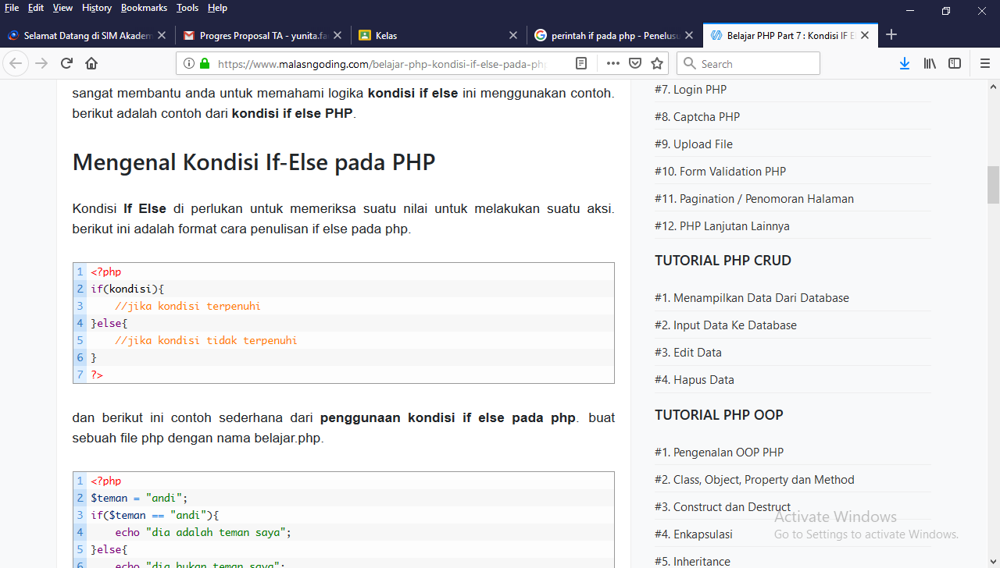 File Edit View History Bookmarks Tools Help
Selamat Datang di SIM Akadem
Progres Proposal TA - yunita.fa
Kelas
perintah if pada php - Penelusu
Belajar PHP Part 7 : Kondisi IF E
https://www.malasngoding.com/belajar-php-kondisi-if-else-pada-ph
Search
sangat membantu anda untuk memahami logika kondisi if else ini menggunakan contoh.
berikut adalah contoh dari kondisi if else PHP.
Mengenal Kondisi If-Else pada PHP
Kondisi If Else di perlukan untuk memeriksa suatu nilai untuk melakukan suatu aksi.
berikut ini adalah format cara penulisan if else pada php.
1 <?php
2 if(kondisi){
3 //jika kondisi terpenuhi
4 }else{
5 //jika kondisi tidak terpenuhi
6 }
7 ?>
dan berikut ini contoh sederhana dari penggunaan kondisi if else pada php. buat
sebuah file php dengan nama belajar.php.
1 <?php
2 $teman = "andi";
3 if($teman == "andi"){
4 echo "dia adalah teman saya";
5 }else{
6 echo "dia bukan teman saya";
#7. Login PHP
#8. Captcha PHP
#9. Upload File
#10. Form Validation PHP
#11. Pagination / Penomoran Halaman
#12. PHP Lanjutan Lainnya
TUTORIAL PHP CRUD
#1. Menampilkan Data Dari Database
#2. Input Data Ke Database
#3. Edit Data
#4. Hapus Data
TUTORIAL PHP OOP
#1. Pengenalan OOP PHP
#2. Class, Object, Property dan Method
#3. Construct dan Destruct
#4. Enkapsulasi
#5. Inheritance
Activate Windows
Go to Settings to activate Windows.